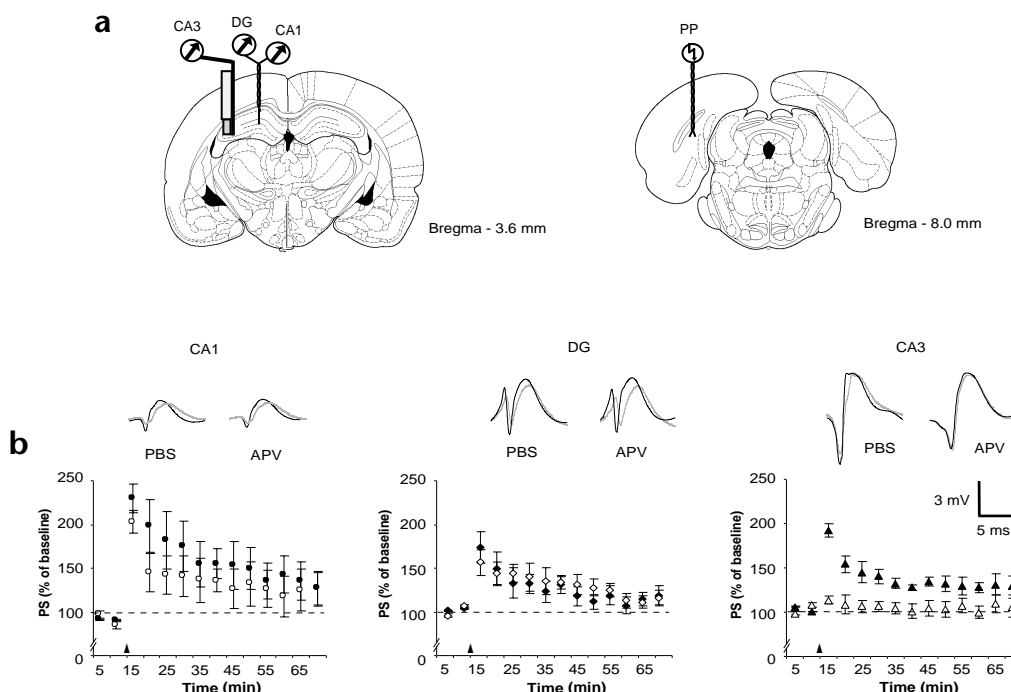 a
CA3 DG CA1
PP
Bregma - 3.6 mm
Bregma - 8.0 mm
CA1
DG
CA3
b
PBS APV
PBS APV
PBS APV
3 mV
5 ms
PS (% of baseline)
250
200
150
100
50
5 15 25 35 45 55 65
Time (min)
PS (% of baseline)
250
200
150
100
50
5 15 25 35 45 55 65
Time (min)
PS (% of baseline)
250
200
150
100
50
5 15 25 35 45 55 65
Time (min)